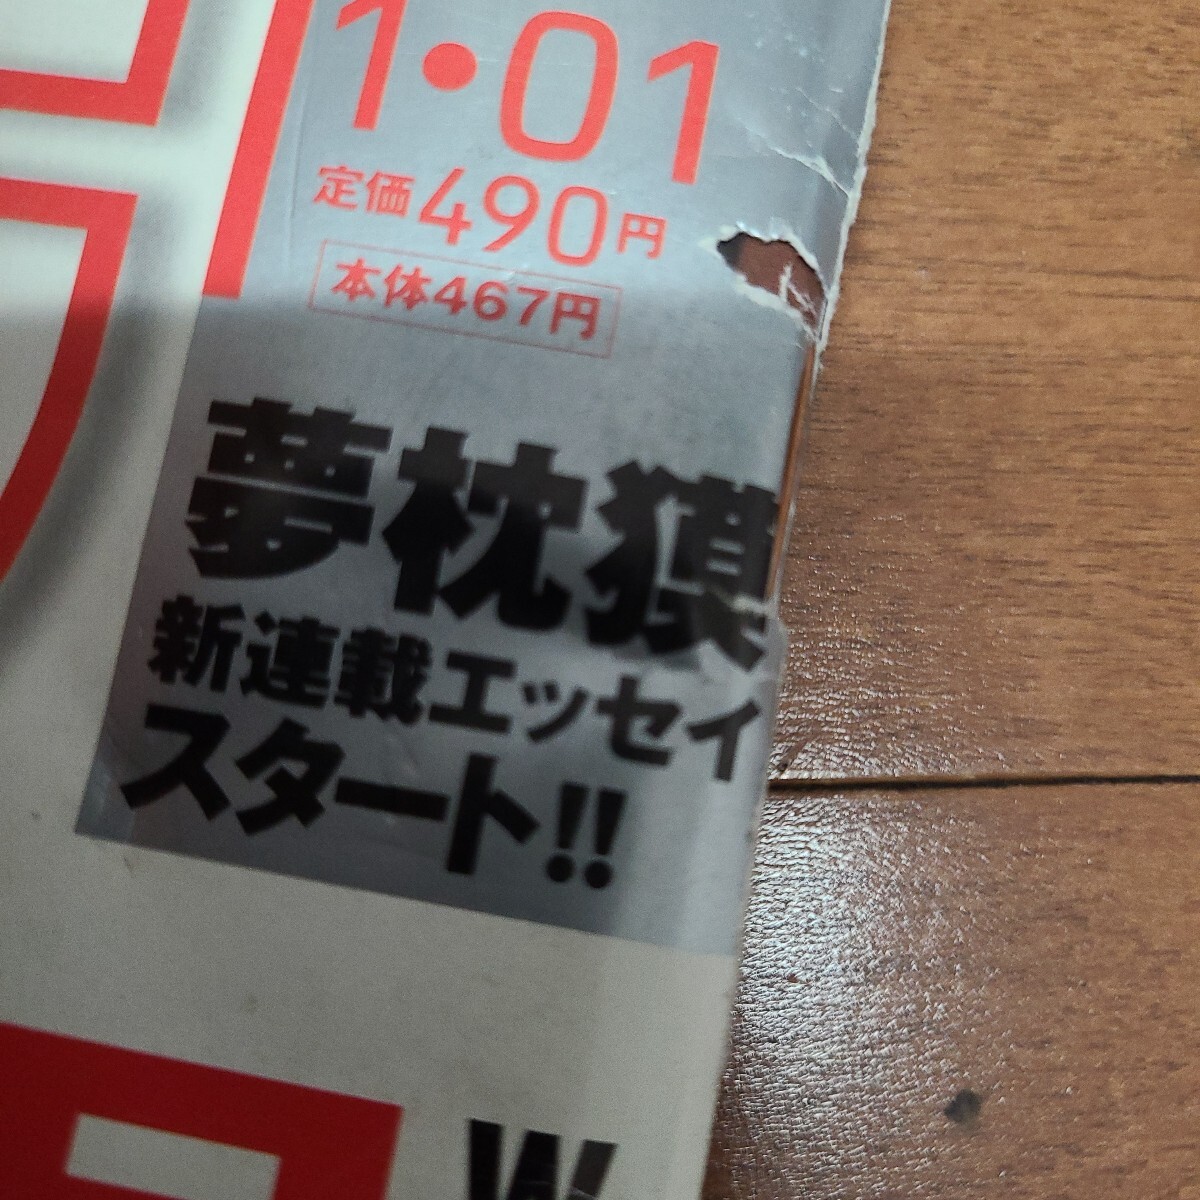 1•01
定価490円
本体467円
夢枕獏
新連載エッセイ
スタート!!
W